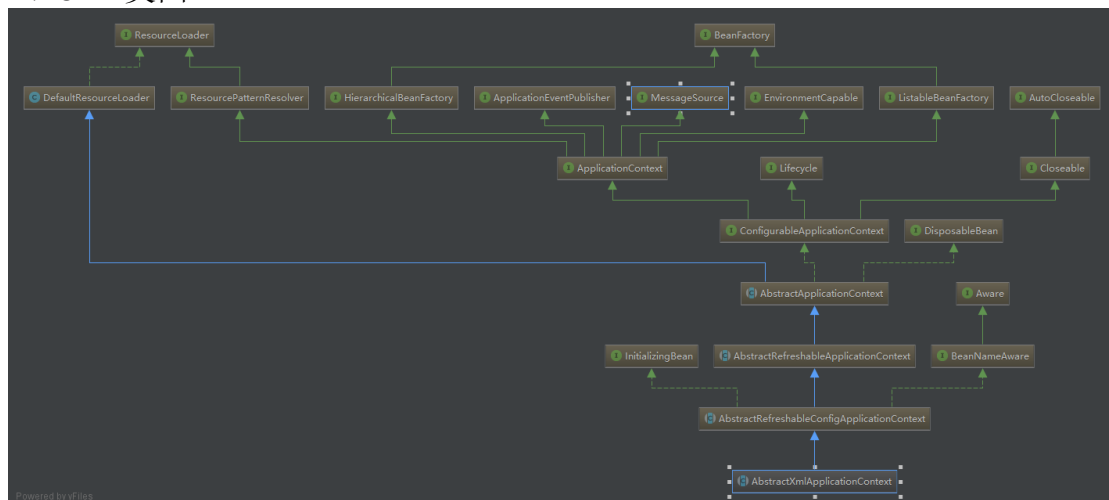 ResourceLoader
BeanFactory
DefaultResourceLoader
ResourcePatternResolver
HierarchicalBeanFactory
ApplicationEventPublisher
MessageSource
EnvironmentCapable
ListableBeanFactory
AutoCloseable
ApplicationContext
Lifecycle
Closeable
ConfigurableApplicationContext
DisposableBean
AbstractApplicationContext
Aware
InitializingBean
AbstractRefreshableApplicationContext
BeanNameAware
AbstractRefreshableConfigApplicationContext
AbstractXmlApplicationContext
Powered by yFiles